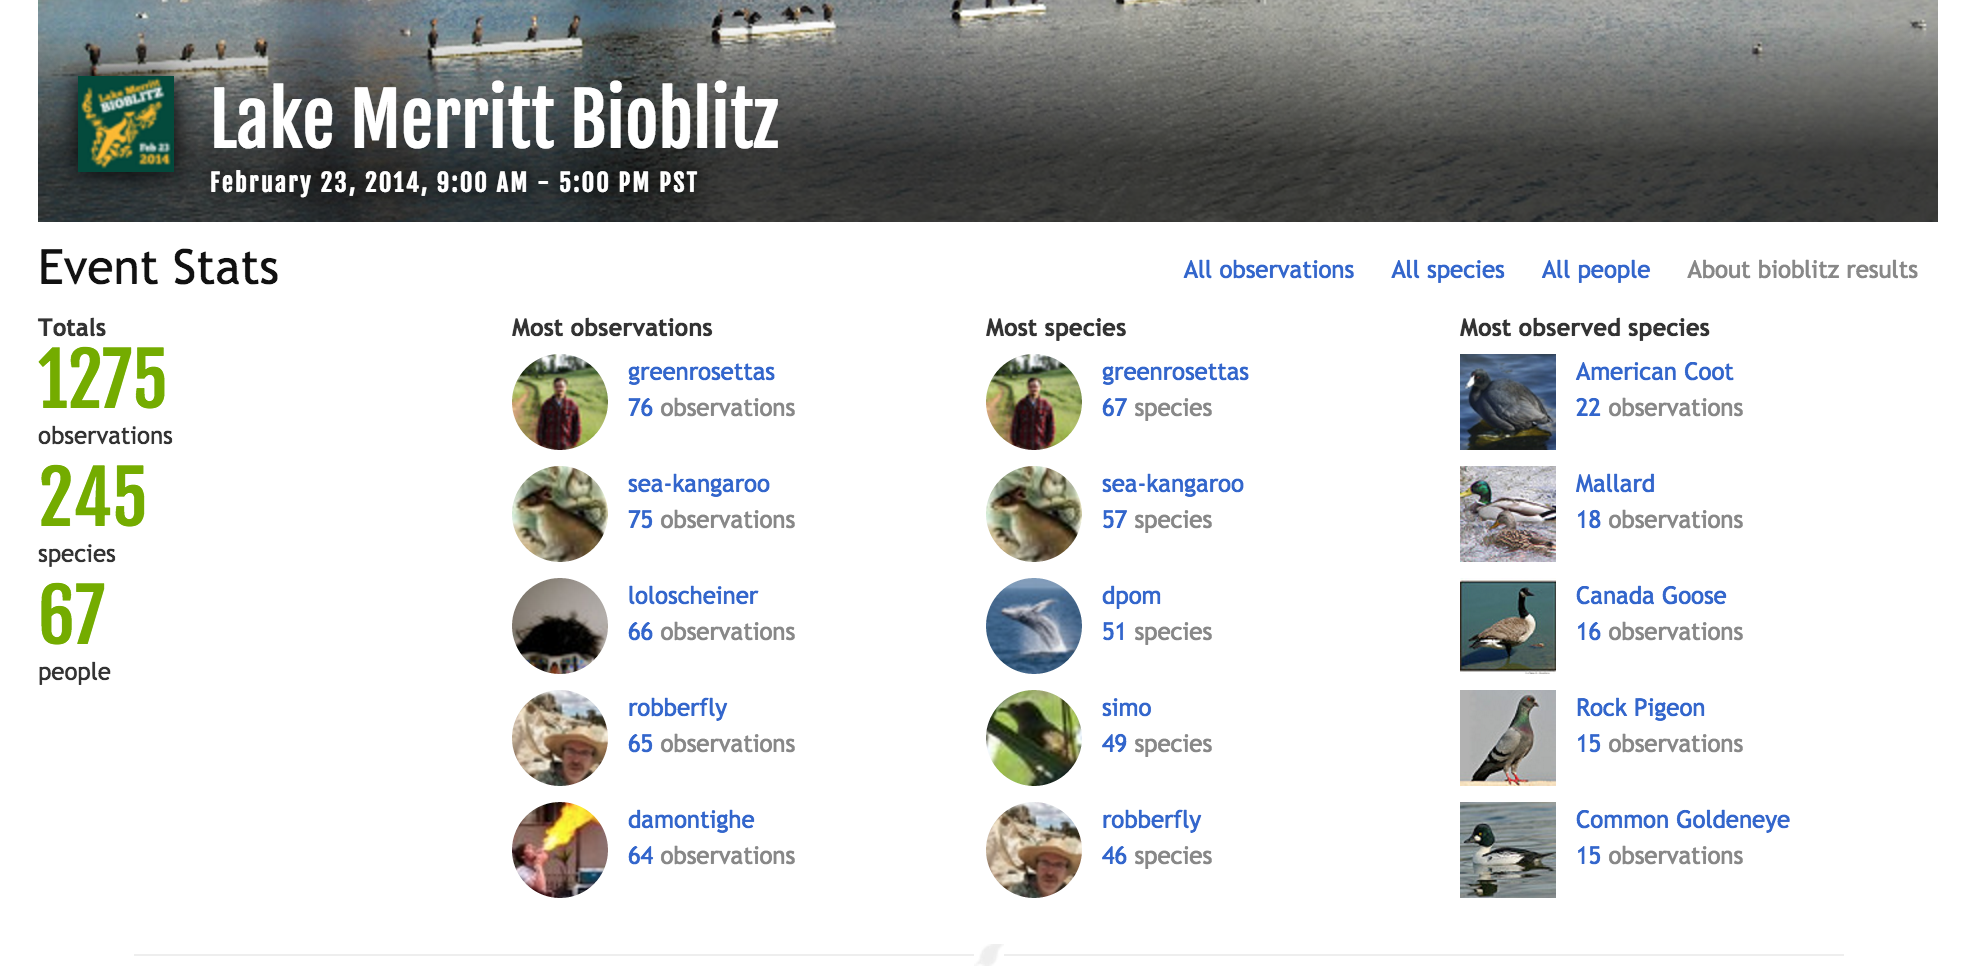 Lake Merritt
BIOBLITZ
Feb 23
2014
Lake Merritt Bioblitz
February 23, 2014, 9:00 AM - 5:00 PM PST
Event Stats
All observations
All species
All people
About bioblitz results
Totals
1275
observations
245
species
67
people
Most observations
greenrosettas
76 observations
sea-kangaroo
75 observations
loloscheiner
66 observations
robberfly
65 observations
damontighe
64 observations
Most species
greenrosettas
67 species
sea-kangaroo
57 species
dpom
51 species
simo
49 species
robberfly
46 species
Most observed species
American Coot
22 observations
Mallard
18 observations
Canada Goose
16 observations
Rock Pigeon
15 observations
Common Goldeneye
15 observations